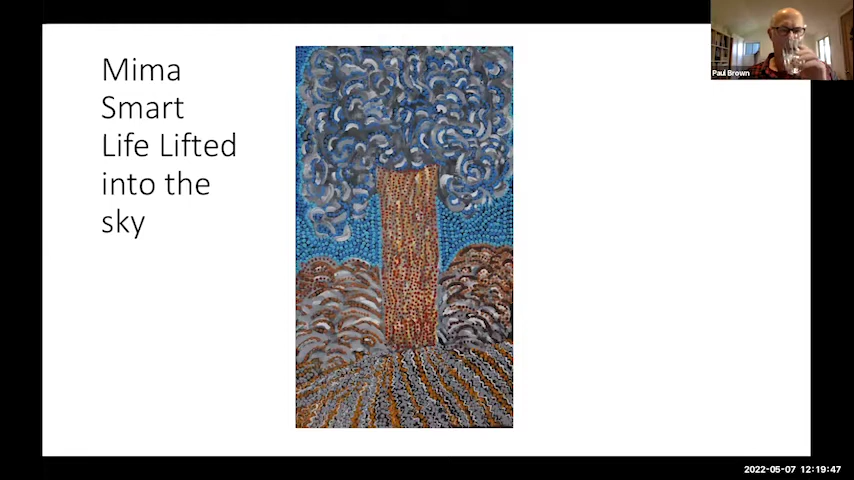 Mima
Smart
Life Lifted
into the
sky
Paul Brown
2022-05-07 12:19:47